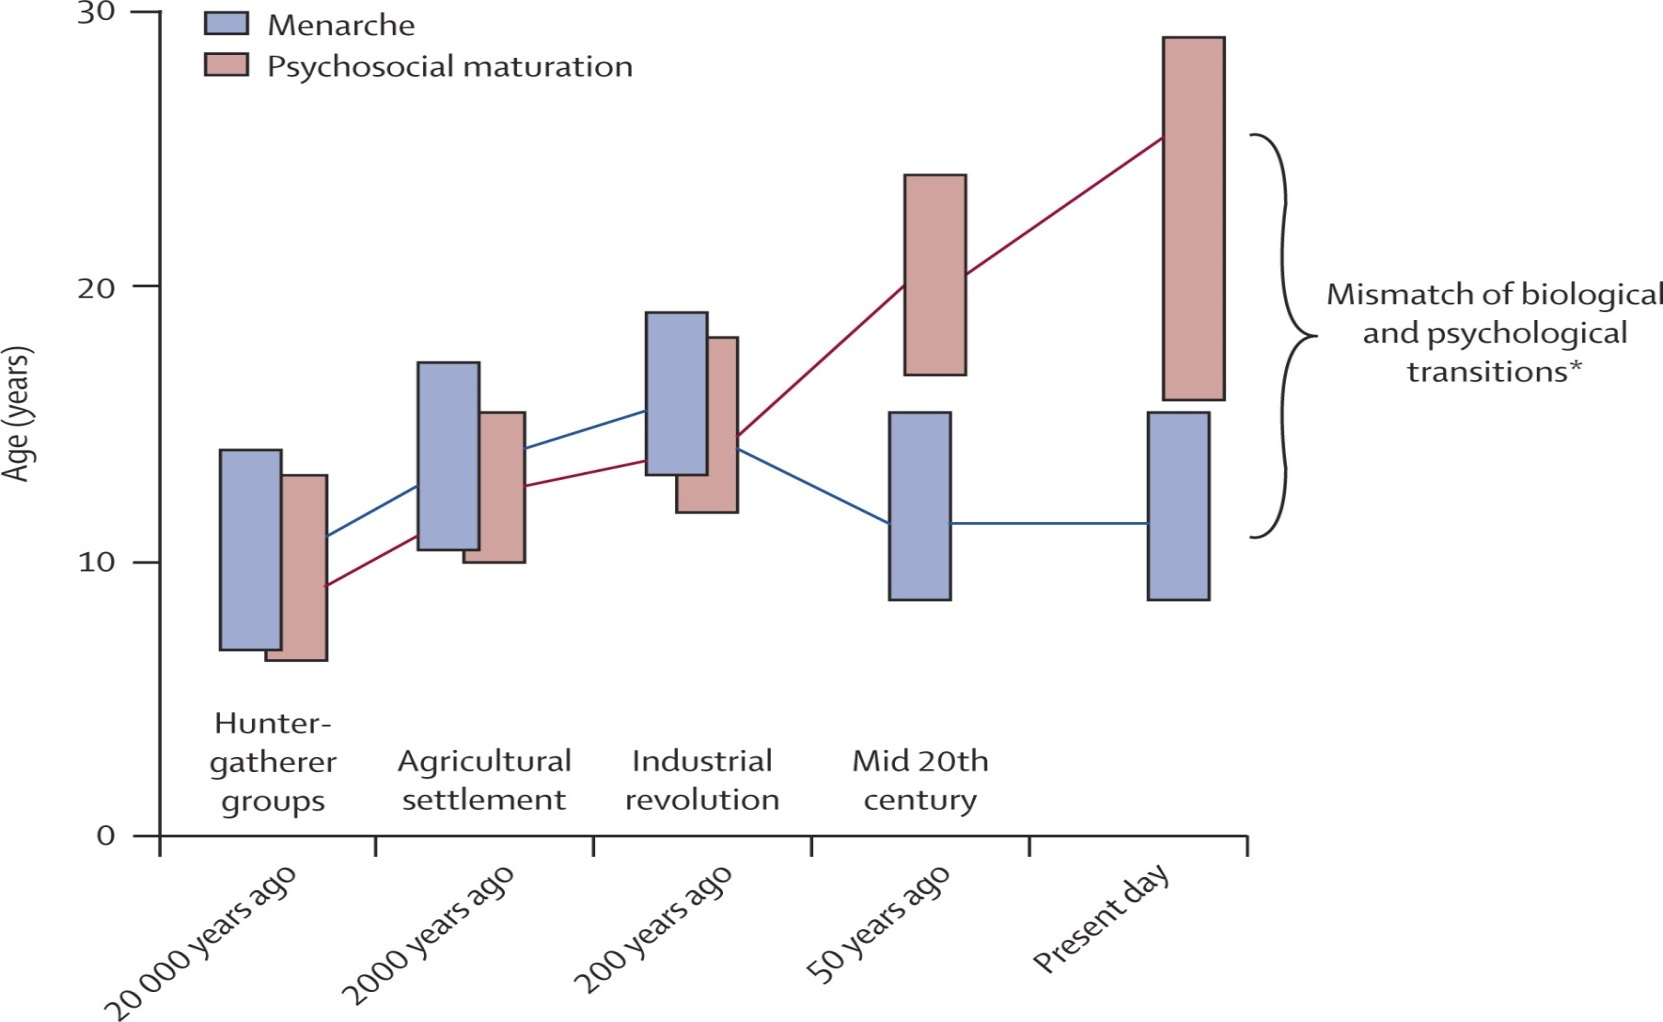 30
Menarche
Psychosocial maturation
20
10
0
Age (years)
Mismatch of biological
and psychological
transitions*
Hunter-
gatherer
groups
Agricultural
settlement
Industrial
revolution
Mid 20th
century
20 000 years ago
2000 years ago
200 years ago
50 years ago
Present day